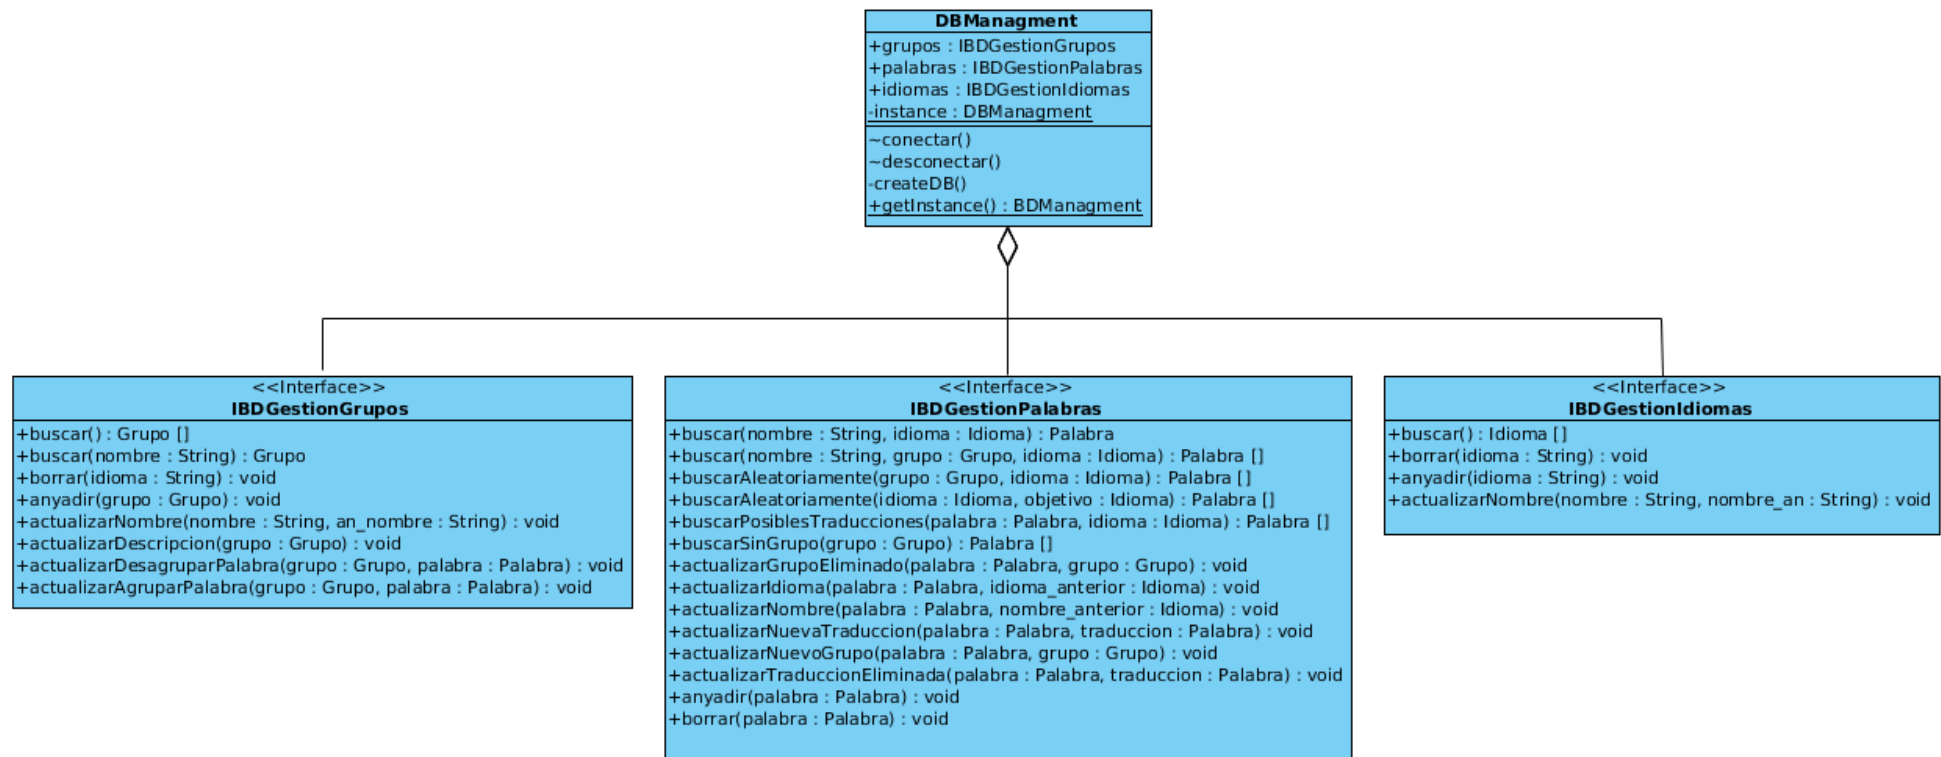 DBManagment
+grupos : IBDGestionGrupos
+palabras : IBDGestionPalabras
+idiomas : IBDGestionIdiomas
-instance : DBManagment
~conectar()
~desconectar()
-createDB()
+getInstance() : BDManagment
<<Interface>>
IBDGestionGrupos
+buscar() : Grupo []
+buscar(nombre : String) : Grupo
+borrar(idioma : String) : void
+anyadir(grupo : Grupo) : void
+actualizarNombre(nombre : String, an_nombre : String) : void
+actualizarDescripcion(grupo : Grupo) : void
+actualizarDesagruparPalabra(grupo : Grupo, palabra : Palabra) : void
+actualizarAgruparPalabra(grupo : Grupo, palabra : Palabra) : void
<<Interface>>
IBDGestionPalabras
+buscar(nombre : String, idioma : Idioma) : Palabra
+buscar(nombre : String, grupo : Grupo, idioma : Idioma) : Palabra []
+buscarAleatoriamente(grupo : Grupo, idioma : Idioma) : Palabra []
+buscarAleatoriamente(idioma : Idioma, objetivo : Idioma) : Palabra []
+buscarPosiblesTraducciones(palabra : Palabra, idioma : Idioma) : Palabra []
+buscarSinGrupo(grupo : Grupo) : Palabra []
+actualizarGrupoEliminado(palabra : Palabra, grupo : Grupo) : void
+actualizarIdioma(palabra : Palabra, idioma_anterior : Idioma) : void
+actualizarNombre(palabra : Palabra, nombre_anterior : Idioma) : void
+actualizarNuevaTraduccion(palabra : Palabra, traduccion : Palabra) : void
+actualizarNuevoGrupo(palabra : Palabra, grupo : Grupo) : void
+actualizarTraduccionEliminada(palabra : Palabra, traduccion : Palabra) : void
+anyadir(palabra : Palabra) : void
+borrar(palabra : Palabra) : void
<<Interface>>
IBDGestionIdiomas
+buscar() : Idioma []
+borrar(idioma : String) : void
+anyadir(idioma : String) : void
+actualizarNombre(nombre : String, nombre_an : String) : void